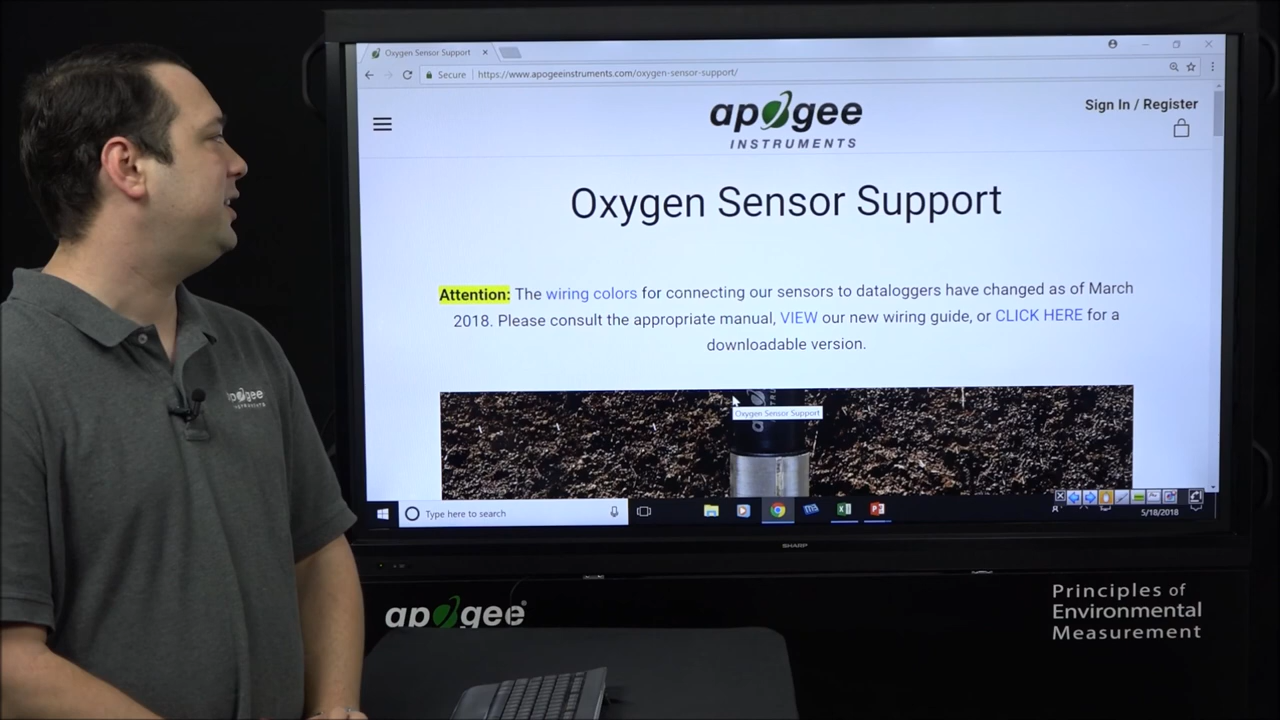 Oxygen Sensor Support
Secure
https://www.apogeeinstruments.com/oxygen-sensor-support/
apogee
INSTRUMENTS
Sign In / Register
Oxygen Sensor Support
Attention: The wiring colors for connecting our sensors to dataloggers have changed as of March
2018. Please consult the appropriate manual, VIEW our new wiring guide, or CLICK HERE for a
downloadable version.
Oxygen Sensor Support
Type here to search
5/18/2018
SHARP
apogee
INSTRUMENTS
apogee
Principles of
Environmental
Measurement